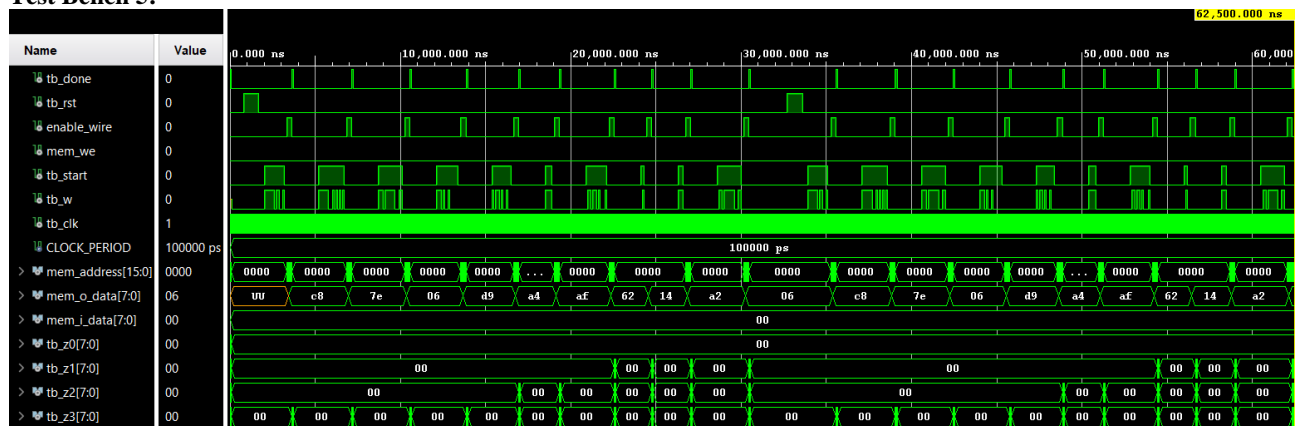 Test Bench 5:
62,500.000 ns
Name Value 0.000 ns 10,000.000 ns 20,000.000 ns 30,000.000 ns 40,000.000 ns 50,000.000 ns 60,000
tb_done 0
tb_rst 0
enable_wire 0
mem_we 0
tb_start 0
tb_w 0
tb_clk 1
CLOCK_PERIOD 100000 ps 100000 ps
> mem_address[15:0] 0000 0000 0000 0000 0000 0000 ... 0000 0000 0000 0000 0000 0000 0000 0000 ... 0000 0000 0000
> mem_o_data[7:0] 06 UU c8 7e 06 d9 a4 af 62 14 a2 06 c8 7e 06 d9 a4 af 62 14 a2
> mem_i_data[7:0] 00 00
> tb_z0[7:0] 00 00
> tb_z1[7:0] 00 00 00 00 00 00 00 00 00
> tb_z2[7:0] 00 00 00 00 00 00 00 00 00 00 00 00 00
> tb_z3[7:0] 00 00 00 00 00 00 00 00 00 00 00 00 00 00 00 00 00 00 00 00 00